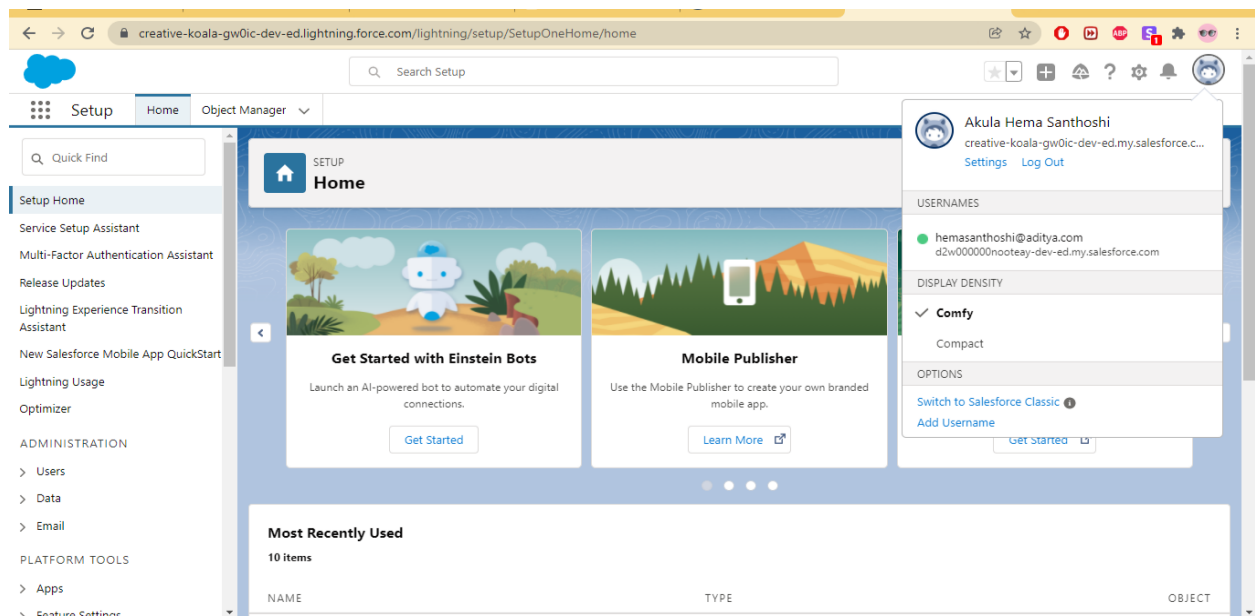 creative-koala-gw0ic-dev-ed.lightning.force.com/lightning/setup/SetupOneHome/home
ABP
1
Search Setup
Setup
Home
Object Manager
Akula Hema Santhoshi
creative-koala-gw0ic-dev-ed.my.salesforce.c...
Settings Log Out
USERNAMES
hemasanthoshi@aditya.com
d2w000000nooteay-dev-ed.my.salesforce.com
DISPLAY DENSITY
Comfy
Compact
OPTIONS
Switch to Salesforce Classic
Add Username
Quick Find
Setup Home
Service Setup Assistant
Multi-Factor Authentication Assistant
Release Updates
Lightning Experience Transition
Assistant
New Salesforce Mobile App QuickStart
Lightning Usage
Optimizer
ADMINISTRATION
Users
Data
Email
PLATFORM TOOLS
Apps
Feature Settings
SETUP
Home
Get Started with Einstein Bots
Launch an AI-powered bot to automate your digital
connections.
Get Started
Mobile Publisher
Use the Mobile Publisher to create your own branded
mobile app.
Learn More
Get Started
Most Recently Used
10 items
NAME TYPE OBJECT